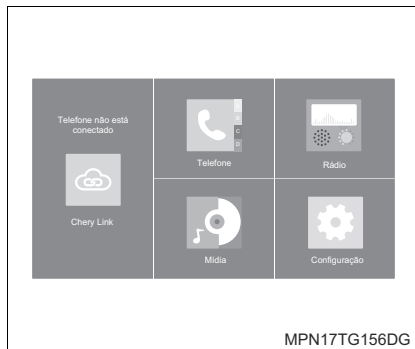 Telefone não está
conectado
Chery Link
Telefone
C
D
Rádio
Mídia
Configuração
MPN17TG156DG